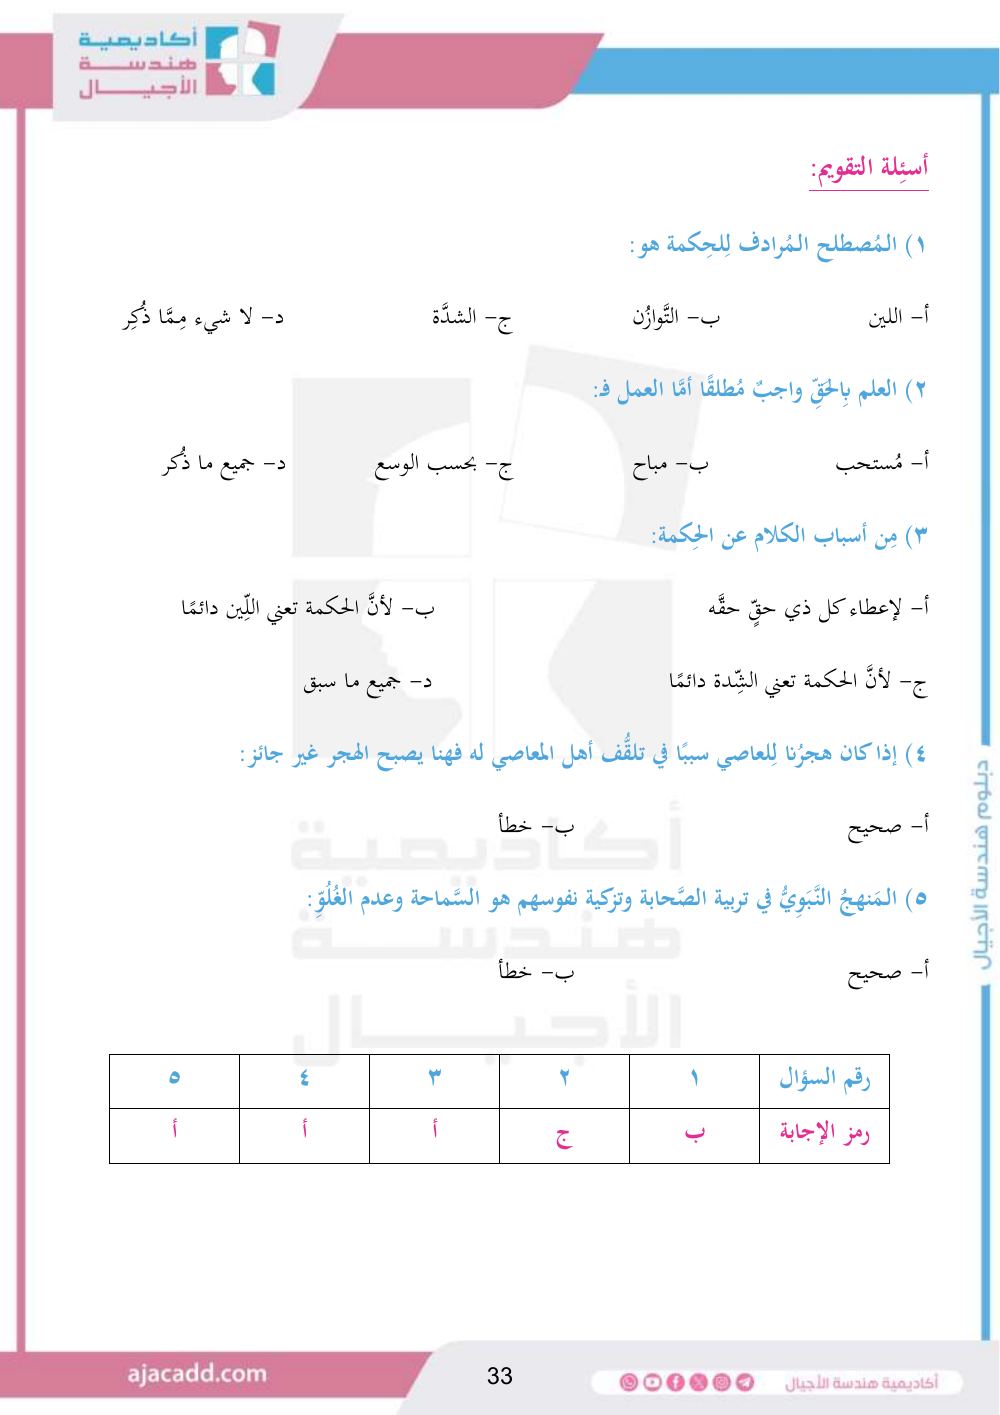 أكاديمية
هندسة
الأجيال
أسئِلة التقويم:
١) المُصطلح المُرادف لِلحِكمة هو:
أ- اللين ب- التَّوازُن ج- الشدَّة د- لا شيء مِمَّا ذُكِر
٢) العلم بِالحَقِّ واجبٌ مُطلقًا أمَّا العمل فـ:
أ- مُستحب ب- مباح ج- بحسب الوسع د- جميع ما ذُكر
٣) مِن أسباب الكلام عن الحِكمة:
أ- لإعطاء كل ذي حقٍّ حقَّه ب- لأنَّ الحكمة تعني اللِّين دائمًا
ج- لأنَّ الحكمة تعني الشِّدة دائمًا د- جميع ما سبق
٤) إذا كان هجرُنا لِلعاصي سببًا في تلقُّف أهل المعاصي له فهنا يصبح الهجر غير جائز:
أ- صحيح ب- خطأ
٥) المَنهجُ النَّبَوِيُّ في تربية الصَّحابة وتزكية نفوسهم هو السَّماحة وعدم الغُلُوِّ:
أ- صحيح ب- خطأ
أكاديمية
هندسة
الأجيال
رقم السؤال ١ ٢ ٣ ٤ ٥
رمز الإجابة ب ج أ أ أ
دبلوم هندسة الأجيال
أكاديمية هندسة الأجيال
33
ajacadd.com